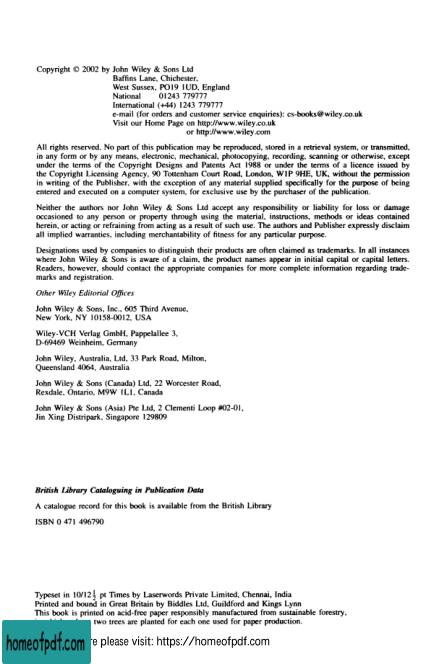 Copyright © 2002 by John Wiley & Sons Ltd
Baffins Lane, Chichester,
West Sussex, PO19 1UD, England
National 01243 779777
International (+44) 1243 779777
e-mail (for orders and customer service enquiries): cs-books@wiley.co.uk
Visit our Home Page on http://www.wiley.co.uk
or http://www.wiley.com
All rights reserved. No part of this publication may be reproduced, stored in a retrieval system, or transmitted,
in any form or by any means, electronic, mechanical, photocopying, recording, scanning or otherwise, except
under the terms of the Copyright Designs and Patents Act 1988 or under the terms of a licence issued by
the Copyright Licensing Agency, 90 Tottenham Court Road, London, W1P 9HE, UK, without the permission
in writing of the Publisher, with the exception of any material supplied specifically for the purpose of being
entered and executed on a computer system, for exclusive use by the purchaser of the publication.
Neither the authors nor John Wiley & Sons Ltd accept any responsibility or liability for loss or damage
occasioned to any person or property through using the material, instructions, methods or ideas contained
herein, or acting or refraining from acting as a result of such use. The authors and Publisher expressly disclaim
all implied warranties, including merchantability of fitness for any particular purpose.
Designations used by companies to distinguish their products are often claimed as trademarks. In all instances
where John Wiley & Sons is aware of a claim, the product names appear in initial capital or capital letters.
Readers, however, should contact the appropriate companies for more complete information regarding trade-
marks and registration.
Other Wiley Editorial Offices
John Wiley & Sons, Inc., 605 Third Avenue,
New York, NY 10158-0012, USA
Wiley-VCH Verlag GmbH, Pappelallee 3,
D-69469 Weinheim, Germany
John Wiley, Australia, Ltd, 33 Park Road, Milton,
Queensland 4064, Australia
John Wiley & Sons (Canada) Ltd, 22 Worcester Road,
Rexdale, Ontario, M9W 1L1, Canada
John Wiley & Sons (Asia) Pte Ltd, 2 Clementi Loop #02-01,
Jin Xing Distripark, Singapore 129809
British Library Cataloguing in Publication Data
A catalogue record for this book is available from the British Library
ISBN 0 471 496790
Typeset in 10/12½ pt Times by Laserwords Private Limited, Chennai, India
Printed and bound in Great Britain by Biddles Ltd, Guildford and Kings Lynn
This book is printed on acid-free paper responsibly manufactured from sustainable forestry,
two trees are planted for each one used for paper production.
homeofpdf.com
please visit: https://homeofpdf.com